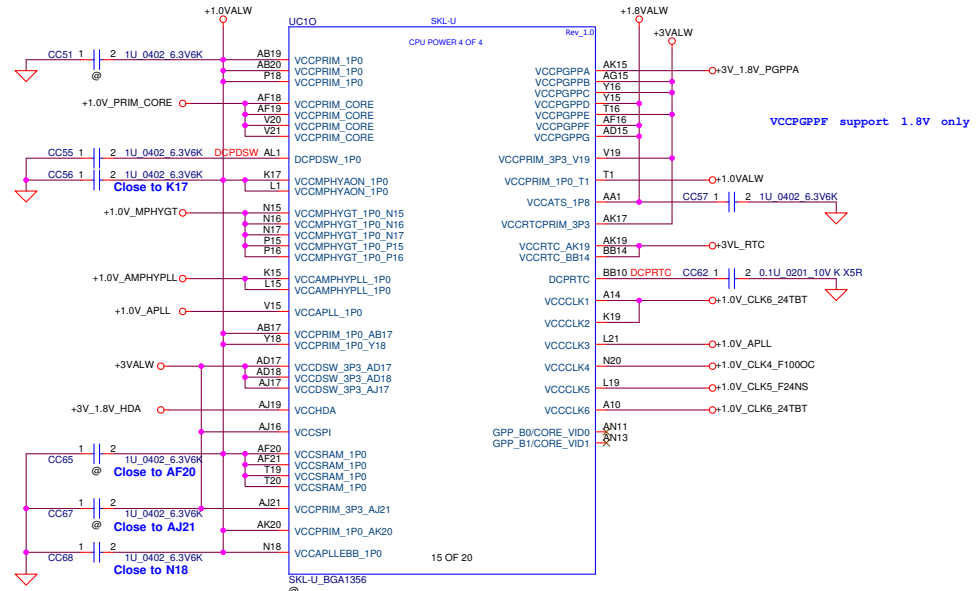 +1.0VALW
UC1O
SKL-U
Rev_1.0
CPU POWER 4 OF 4
+1.8VALW
+3VALW
CC51 1 2 1U_0402_6.3V6K
@
AB19 VCCPRIM_1P0
AB20 VCCPRIM_1P0
P18 VCCPRIM_1P0
+1.0V_PRIM_CORE
AF18 VCCPRIM_CORE
AF19 VCCPRIM_CORE
V20 VCCPRIM_CORE
V21 VCCPRIM_CORE
CC55 1 2 1U_0402_6.3V6K DCPDSW AL1 DCPDSW_1P0
CC56 1 2 1U_0402_6.3V6K
Close to K17
K17 VCCMPHYAON_1P0
L1 VCCMPHYAON_1P0
+1.0V_MPHYGT
N15 VCCMPHYGT_1P0_N15
N16 VCCMPHYGT_1P0_N16
N17 VCCMPHYGT_1P0_N17
P15 VCCMPHYGT_1P0_P15
P16 VCCMPHYGT_1P0_P16
+1.0V_AMPHYPLL
K15 VCCAMPHYPLL_1P0
L15 VCCAMPHYPLL_1P0
+1.0V_APLL V15 VCCAPLL_1P0
AB17 VCCPRIM_1P0_AB17
Y18 VCCPRIM_1P0_Y18
+3VALW
AD17 VCCDSW_3P3_AD17
AD18 VCCDSW_3P3_AD18
AJ17 VCCDSW_3P3_AJ17
+3V_1.8V_HDA AJ19 VCCHDA
AJ16 VCCSPI
CC65 1 2 1U_0402_6.3V6K
@ Close to AF20
AF20 VCCSRAM_1P0
AF21 VCCSRAM_1P0
T19 VCCSRAM_1P0
T20 VCCSRAM_1P0
CC67 1 2 1U_0402_6.3V6K
@ Close to AJ21
AJ21 VCCPRIM_3P3_AJ21
AK20 VCCPRIM_1P0_AK20
CC68 1 2 1U_0402_6.3V6K
Close to N18
N18 VCCAPLLEBB_1P0
VCCPGPPA AK15 +3V_1.8V_PGPPA
VCCPGPPB AG15
VCCPGPPC Y16
VCCPGPPD Y15
VCCPGPPE T16
VCCPGPPF AF16
VCCPGPPG AD15
VCCPGPPF support 1.8V only
VCCPRIM_3P3_V19 V19
VCCPRIM_1P0_T1 T1 +1.0VALW
VCCATS_1P8 AA1 CC57 1 2 1U_0402_6.3V6K
VCCRTCPRIM_3P3 AK17
VCCRTC_AK19 AK19 +3VL_RTC
VCCRTC_BB14 BB14
DCPRTC BB10 DCPRTC CC62 1 2 0.1U_0201_10V K X5R
VCCCLK1 A14 +1.0V_CLK6_24TBT
VCCCLK2 K19
VCCCLK3 L21 +1.0V_APLL
VCCCLK4 N20 +1.0V_CLK4_F100OC
VCCCLK5 L19 +1.0V_CLK5_F24NS
VCCCLK6 A10 +1.0V_CLK6_24TBT
GPP_B0/CORE_VID0 AN11
GPP_B1/CORE_VID1 AN13
15 OF 20
SKL-U_BGA1356
@